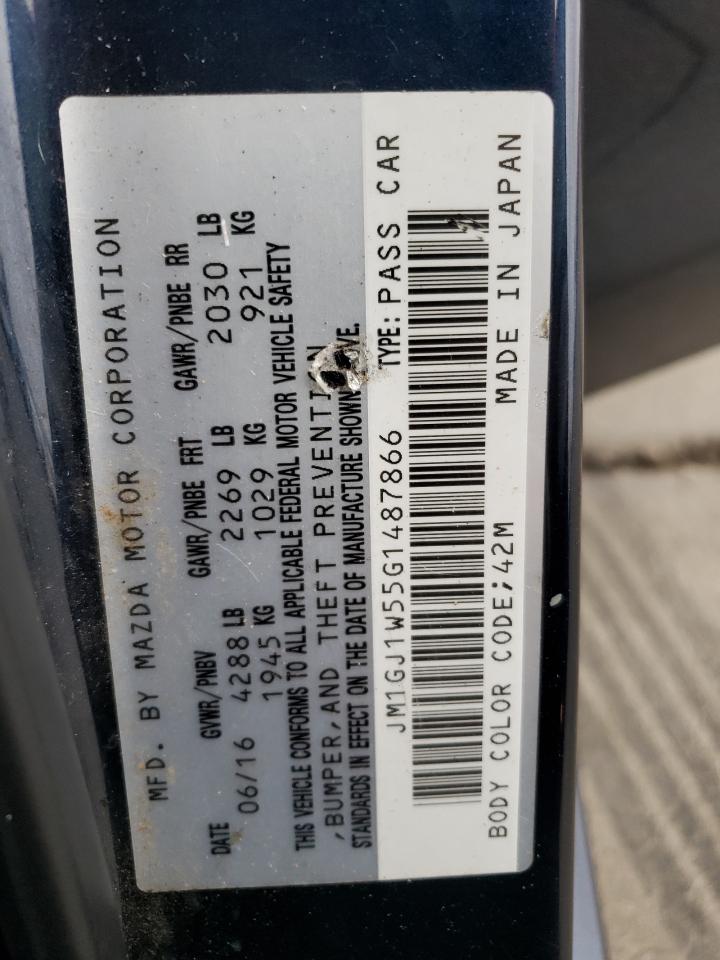 MFD. BY MAZDA MOTOR CORPORATION
DATE GVWR/PNBV GAWR/PNBE FRT GAWR/PNBE RR
06/16 4288 LB 2269 LB 2030 LB
1945 KG 1029 KG 921 KG
THIS VEHICLE CONFORMS TO ALL APPLICABLE FEDERAL MOTOR VEHICLE SAFETY
,BUMPER,AND THEFT PREVENTION
STANDARDS IN EFFECT ON THE DATE OF MANUFACTURE SHOWN
JM1GJ1W55G1487866 TYPE: PASS CAR
BODY COLOR CODE;42M MADE IN JAPAN